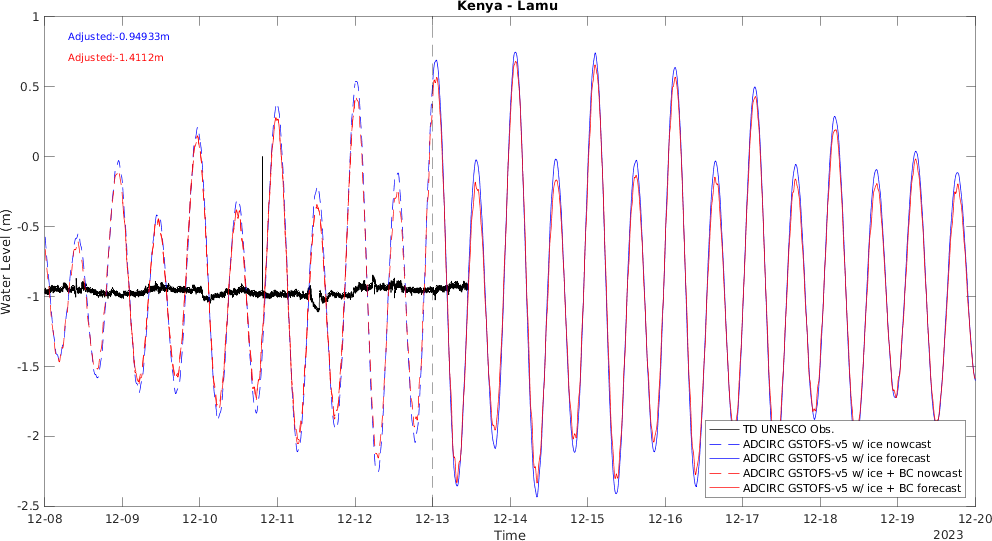 Kenya - Lamu
Adjusted:-0.94933m
Adjusted:-1.4112m
Water Level (m)
1
0.5
0
-0.5
-1
-1.5
-2
-2.5
TD UNESCO Obs.
ADCIRC GSTOFS-v5 w/ ice nowcast
ADCIRC GSTOFS-v5 w/ ice forecast
ADCIRC GSTOFS-v5 w/ ice + BC nowcast
ADCIRC GSTOFS-v5 w/ ice + BC forecast
12-08 12-09 12-10 12-11 12-12 12-13 12-14 12-15 12-16 12-17 12-18 12-19 12-20
Time
2023